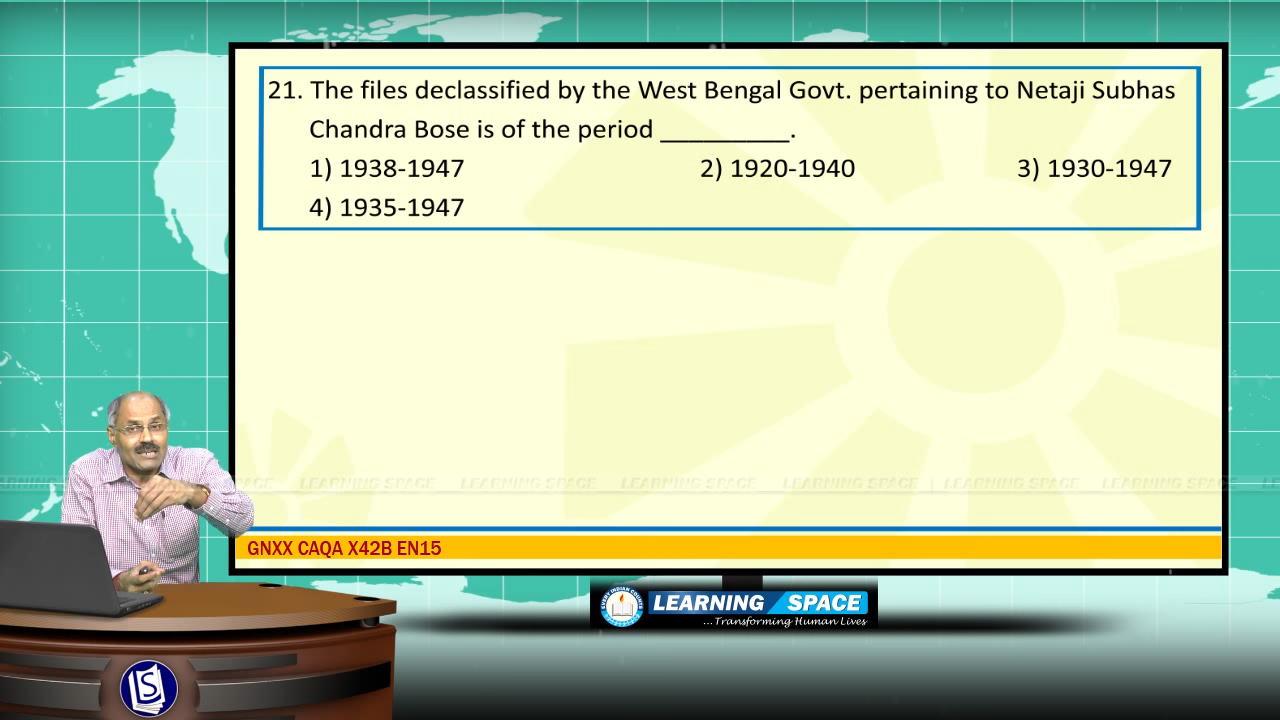 21. The files declassified by the West Bengal Govt. pertaining to Netaji Subhas
Chandra Bose is of the period _________.
1) 1938-1947 2) 1920-1940 3) 1930-1947
4) 1935-1947
LEARNING SPACE LEARNING SPACE LEARNING SPACE LEARNING SPACE LEARNING SPACE LEARNING SPACE
GNXX CAQA X42B EN15
LEARNING SPACE
...Transforming Human Lives
LS